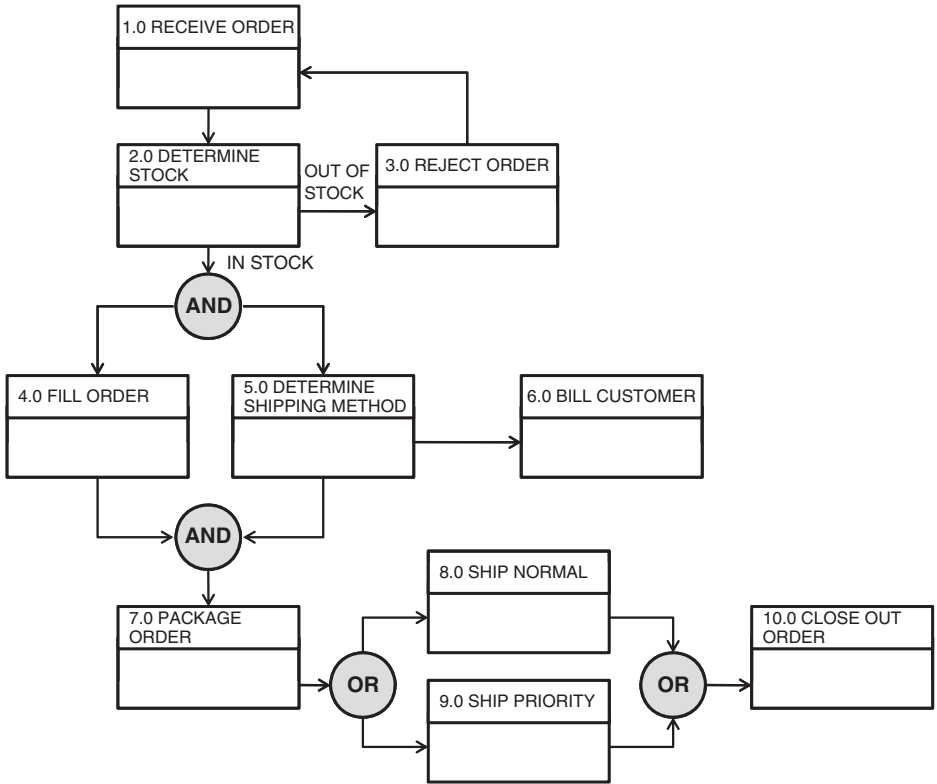 1.0 RECEIVE ORDER
2.0 DETERMINE
STOCK
OUT OF
STOCK
3.0 REJECT ORDER
IN STOCK
AND
4.0 FILL ORDER
5.0 DETERMINE
SHIPPING METHOD
6.0 BILL CUSTOMER
AND
7.0 PACKAGE
ORDER
OR
8.0 SHIP NORMAL
9.0 SHIP PRIORITY
OR
10.0 CLOSE OUT
ORDER